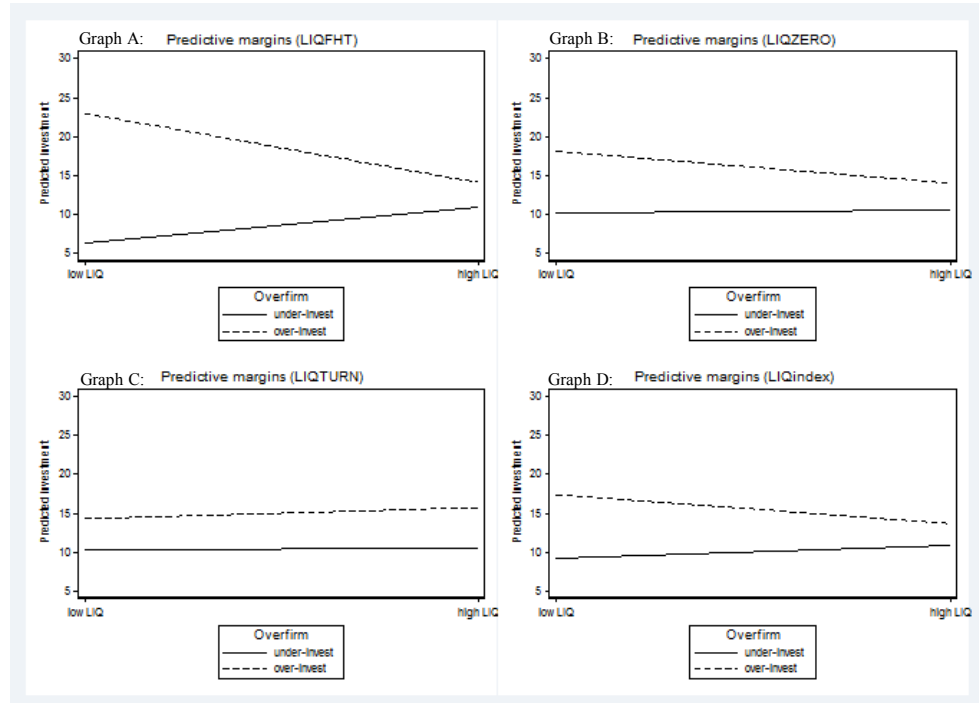 Graph A: Predictive margins (LIQFHT)
30
25
20
15
10
5
Predicted Investment
low LIQ high LIQ
Overfirm
under-Invest
over-Invest
Graph B: Predictive margins (LIQZERO)
30
25
20
15
10
5
Predicted Investment
low LIQ high LIQ
Overfirm
under-Invest
over-Invest
Graph C: Predictive margins (LIQTURN)
30
25
20
15
10
5
Predicted Investment
low LIQ high LIQ
Overfirm
under-Invest
over-Invest
Graph D: Predictive margins (LIQindex)
30
25
20
15
10
5
Predicted Investment
low LIQ high LIQ
Overfirm
under-Invest
over-Invest